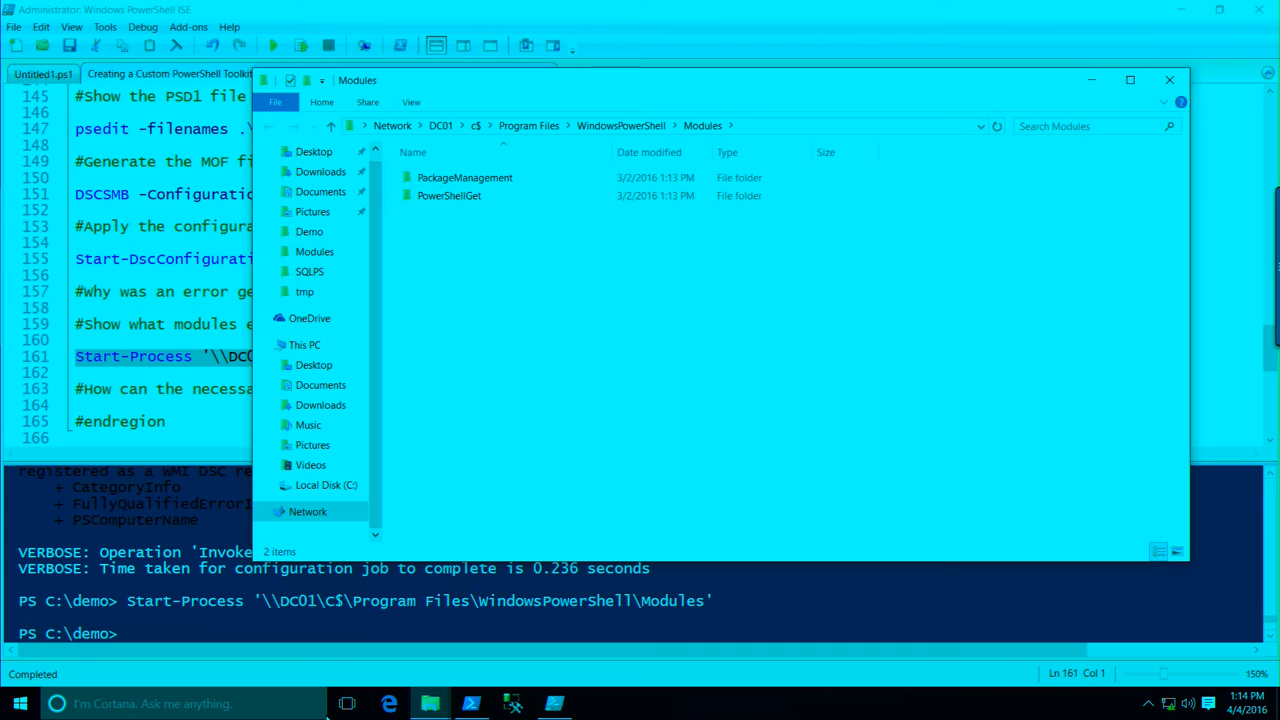 Administrator: Windows PowerShell ISE
File Edit View Tools Debug Add-ons Help
Untitled1.ps1 Creating a Custom PowerShell Toolkit
Modules
File Home Share View
Network DC01 c$ Program Files WindowsPowerShell Modules
Search Modules
Name Date modified Type Size
PackageManagement 3/2/2016 1:13 PM File folder
PowerShellGet 3/2/2016 1:13 PM File folder
Desktop
Downloads
Documents
Pictures
Demo
Modules
SQLPS
tmp
OneDrive
This PC
Desktop
Documents
Downloads
Music
Pictures
Videos
Local Disk (C:)
Network
2 items
145 #Show the PSD1 file
146
147 psedit -filenames .\
148
149 #Generate the MOF fi
150
151 DSCSMB -Configuratio
152
153 #Apply the configura
154
155 Start-DscConfigurati
156
157 #Why was an error ge
158
159 #Show what modules e
160
161 Start-Process '\\DC0
162
163 #How can the necessa
164
165 #endregion
166
registered as a WMI DSC re
+ CategoryInfo
+ FullyQualifiedErrorI
+ PSComputerName
VERBOSE: Operation 'Invoke
VERBOSE: Time taken for configuration job to complete is 0.236 seconds
PS C:\demo> Start-Process '\\DC01\C$\Program Files\WindowsPowerShell\Modules'
PS C:\demo>
Completed Ln 161 Col 1 150%
I'm Cortana. Ask me anything.
1:14 PM
4/4/2016